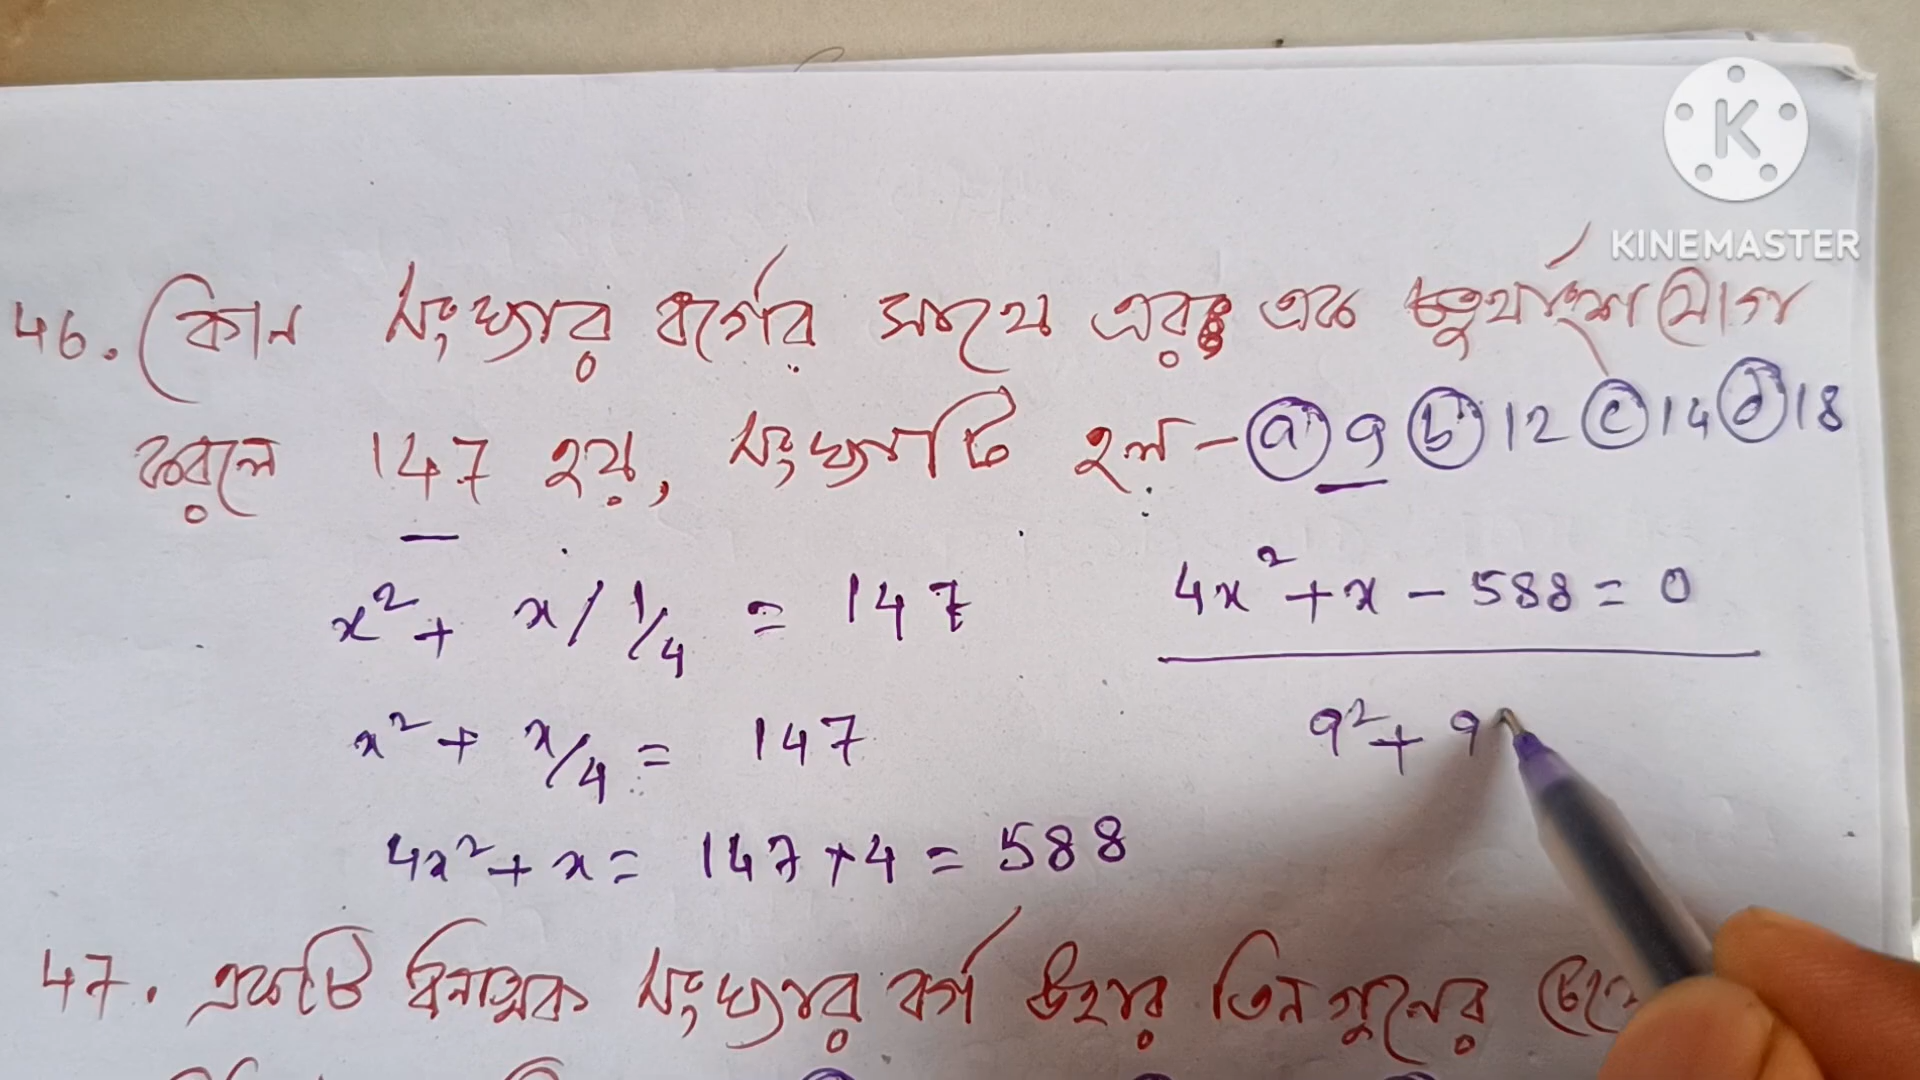 KINEMASTER
46. কোন সংখ্যার বর্গের সাথে এর এক চতুর্থাংশ যোগ
করলে 147 হয়, সংখ্যাটি হল - (a) 9 (b) 12 (c) 14 (d) 18
x² + x/1/4 = 147
x² + x/4 = 147
4x² + x = 147 × 4 = 588
4x² + x - 588 = 0
9² + 9
47. একটি ধনাত্মক সংখ্যার বর্গ উহার তিন গুনের